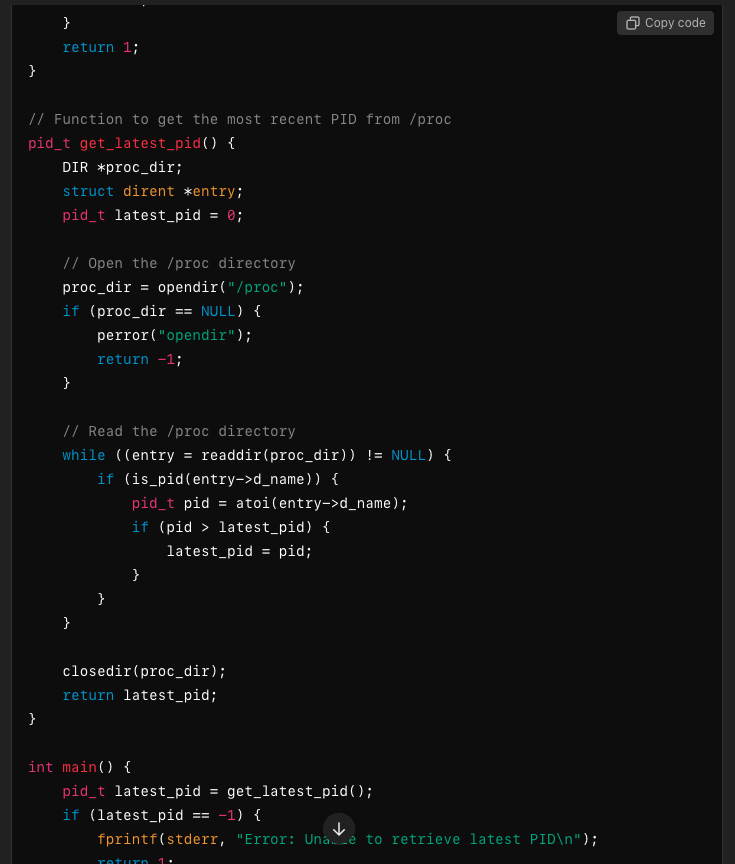 }
Copy code
return 1;
}
// Function to get the most recent PID from /proc
pid_t get_latest_pid() {
DIR *proc_dir;
struct dirent *entry;
pid_t latest_pid = 0;
// Open the /proc directory
proc_dir = opendir("/proc");
if (proc_dir == NULL) {
perror("opendir");
return -1;
}
// Read the /proc directory
while ((entry = readdir(proc_dir)) != NULL) {
if (is_pid(entry->d_name)) {
pid_t pid = atoi(entry->d_name);
if (pid > latest_pid) {
latest_pid = pid;
}
}
}
closedir(proc_dir);
return latest_pid;
}
int main() {
pid_t latest_pid = get_latest_pid();
if (latest_pid == -1) {
fprintf(stderr, "Error: Unable to retrieve latest PID\n");
return 1;